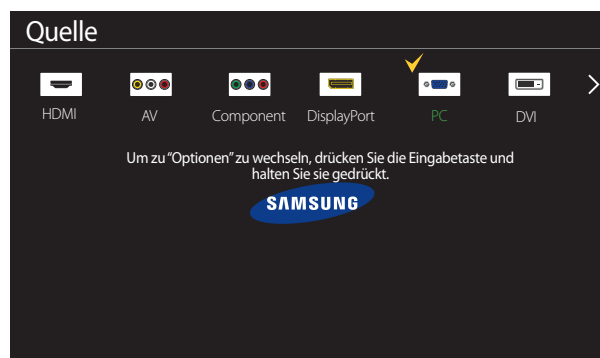 Quelle
HDMI AV Component DisplayPort PC DVI
Um zu "Optionen" zu wechseln, drücken Sie die Eingabetaste und
halten Sie sie gedrückt.
SAMSUNG